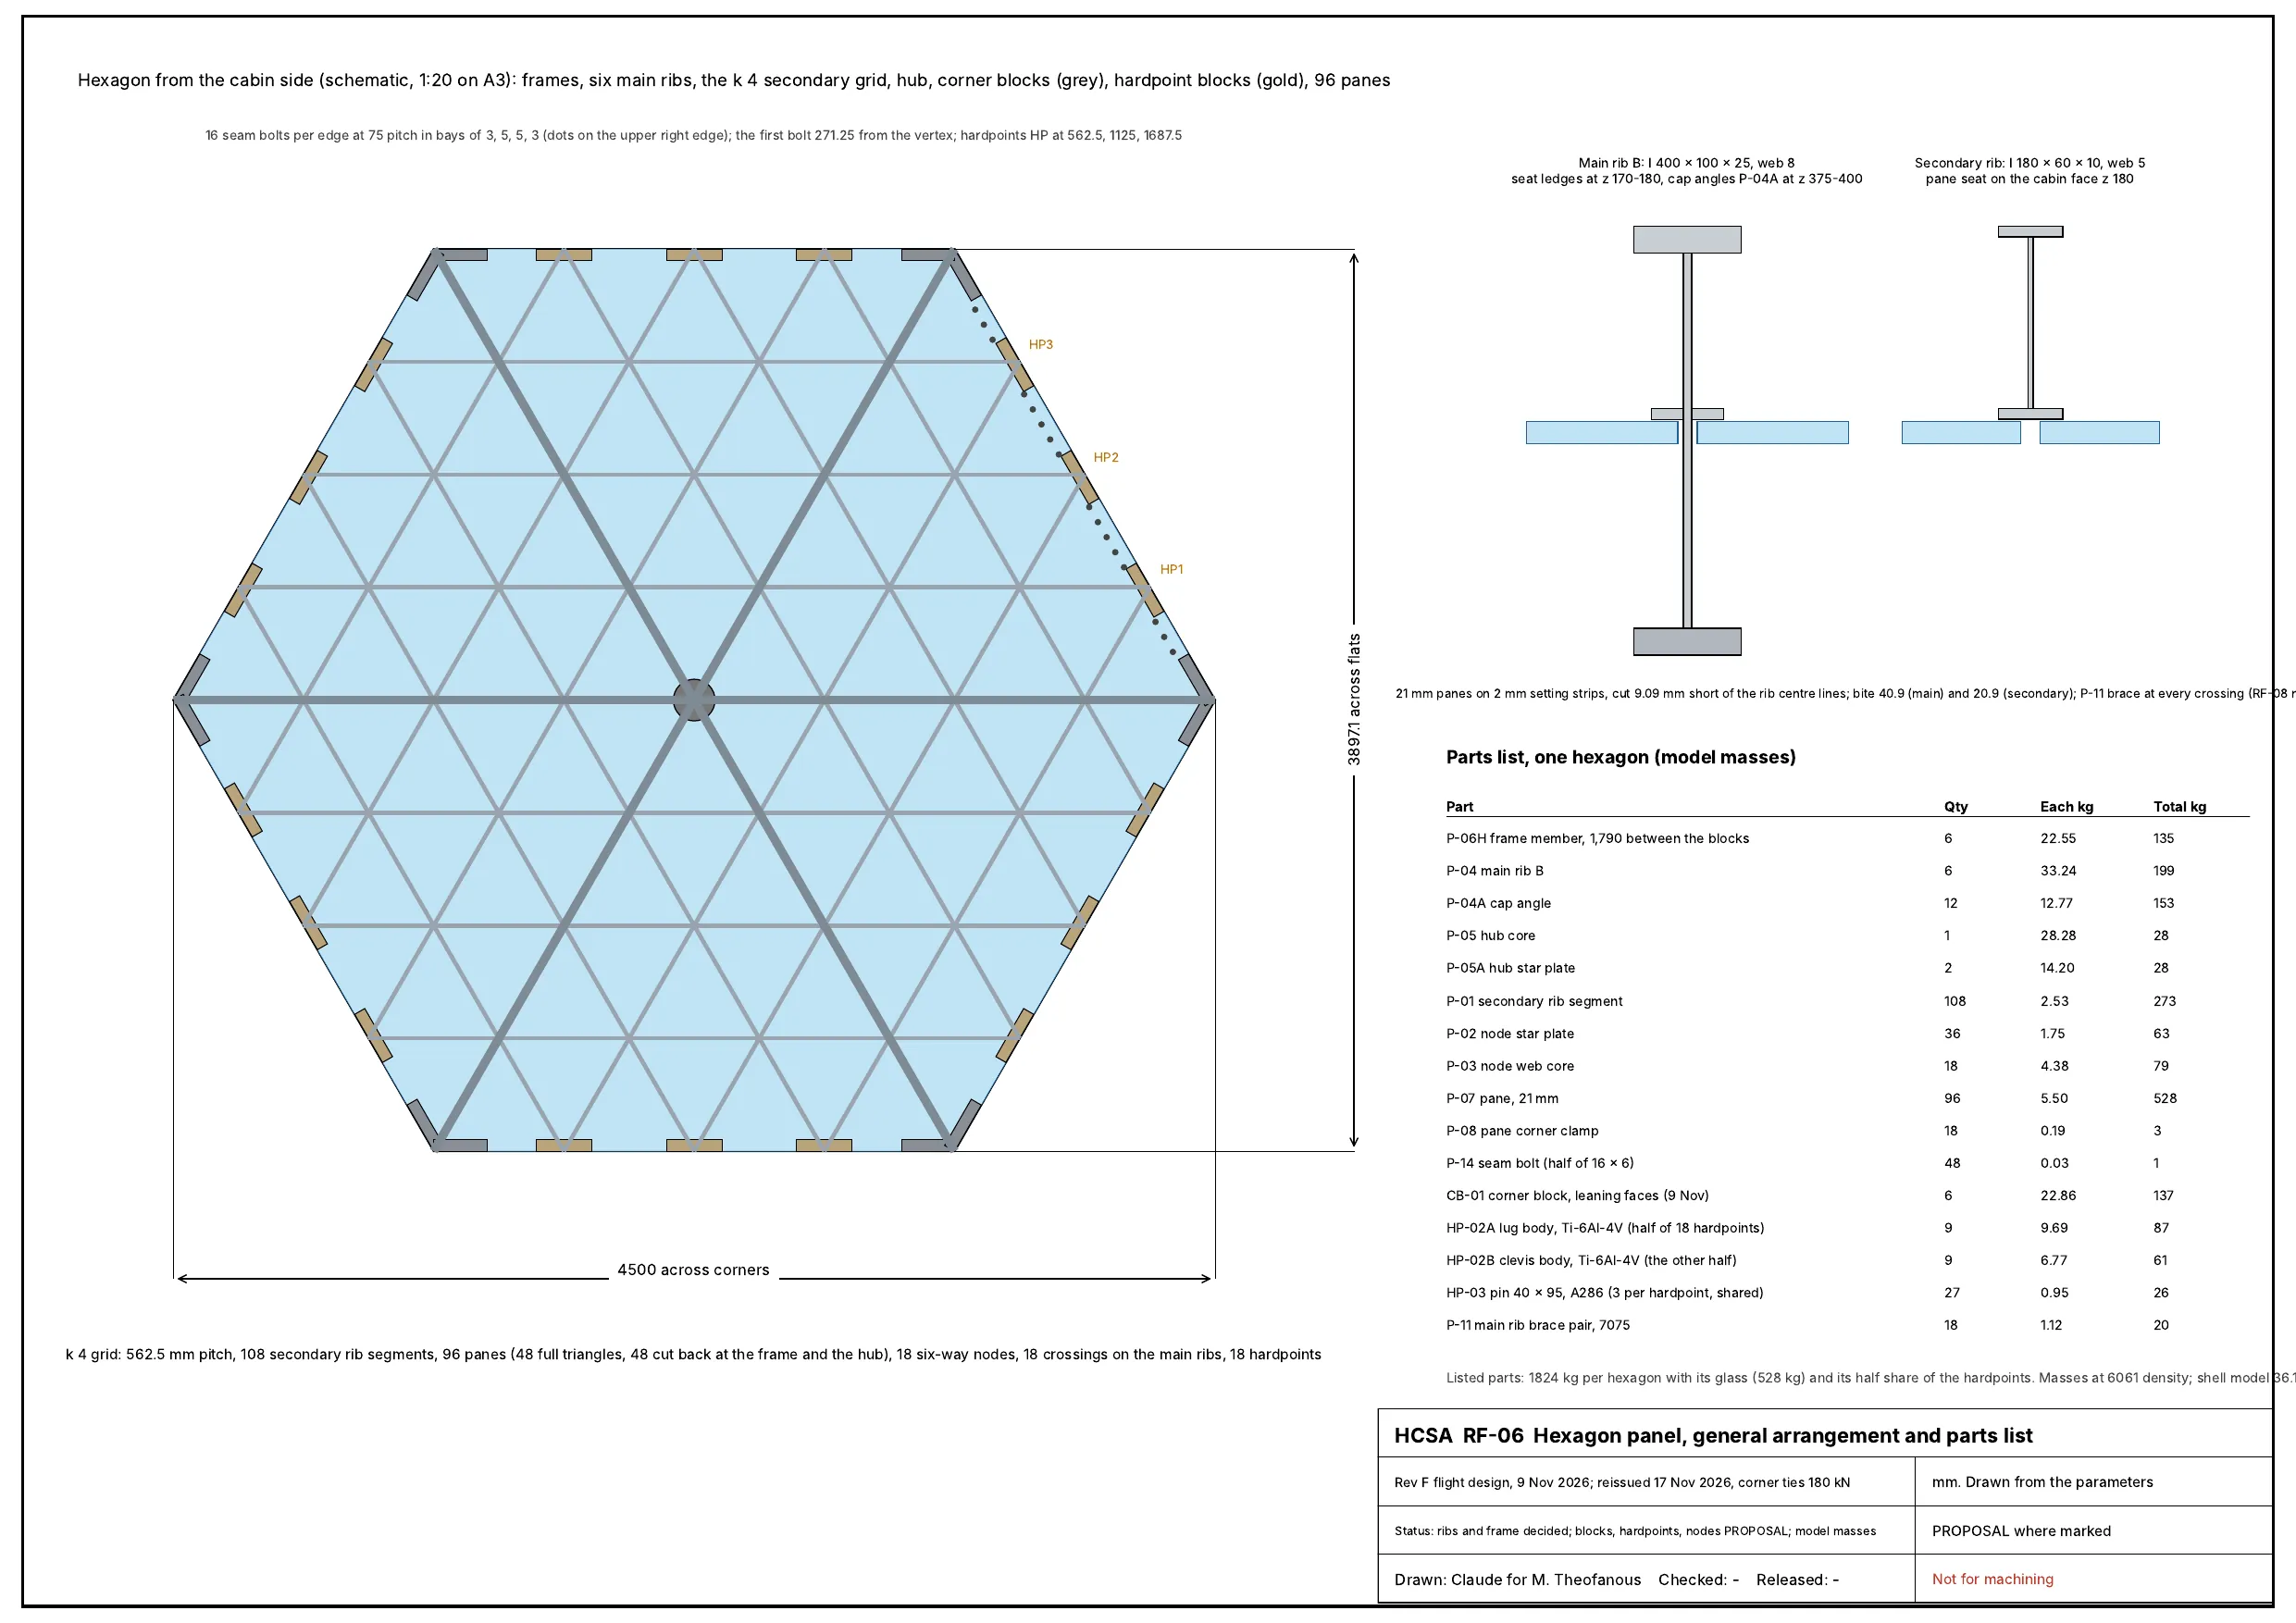 Hexagon from the cabin side (schematic, 1:20 on A3): frames, six main ribs, the k 4 secondary grid, hub, corner blocks (grey), hardpoint blocks (gold), 96 panes
16 seam bolts per edge at 75 pitch in bays of 3, 5, 5, 3 (dots on the upper right edge); the first bolt 271.25 from the vertex; hardpoints HP at 562.5, 1125, 1687.5
Main rib B: I 400 × 100 × 25, web 8
seat ledges at z 170-180, cap angles P-04A at z 375-400
Secondary rib: I 180 × 60 × 10, web 5
pane seat on the cabin face z 180
HP3
HP2
HP1
3897.1 across flats
4500 across corners
k 4 grid: 562.5 mm pitch, 108 secondary rib segments, 96 panes (48 full triangles, 48 cut back at the frame and the hub), 18 six-way nodes, 18 crossings on the main ribs, 18 hardpoints
21 mm panes on 2 mm setting strips, cut 9.09 mm short of the rib centre lines; bite 40.9 (main) and 20.9 (secondary); P-11 brace at every crossing (RF-08
Parts list, one hexagon (model masses)
Part Qty Each kg Total kg
P-06H frame member, 1,790 between the blocks 6 22.55 135
P-04 main rib B 6 33.24 199
P-04A cap angle 12 12.77 153
P-05 hub core 1 28.28 28
P-05A hub star plate 2 14.20 28
P-01 secondary rib segment 108 2.53 273
P-02 node star plate 36 1.75 63
P-03 node web core 18 4.38 79
P-07 pane, 21 mm 96 5.50 528
P-08 pane corner clamp 18 0.19 3
P-14 seam bolt (half of 16 × 6) 48 0.03 1
CB-01 corner block, leaning faces (9 Nov) 6 22.86 137
HP-02A lug body, Ti-6Al-4V (half of 18 hardpoints) 9 9.69 87
HP-02B clevis body, Ti-6Al-4V (the other half) 9 6.77 61
HP-03 pin 40 × 95, A286 (3 per hardpoint, shared) 27 0.95 26
P-11 main rib brace pair, 7075 18 1.12 20
Listed parts: 1824 kg per hexagon with its glass (528 kg) and its half share of the hardpoints. Masses at 6061 density; shell model 36.1
HCSA RF-06 Hexagon panel, general arrangement and parts list
Rev F flight design, 9 Nov 2026; reissued 17 Nov 2026, corner ties 180 kN
mm. Drawn from the parameters
Status: ribs and frame decided; blocks, hardpoints, nodes PROPOSAL; model masses
PROPOSAL where marked
Drawn: Claude for M. Theofanous Checked: - Released: -
Not for machining